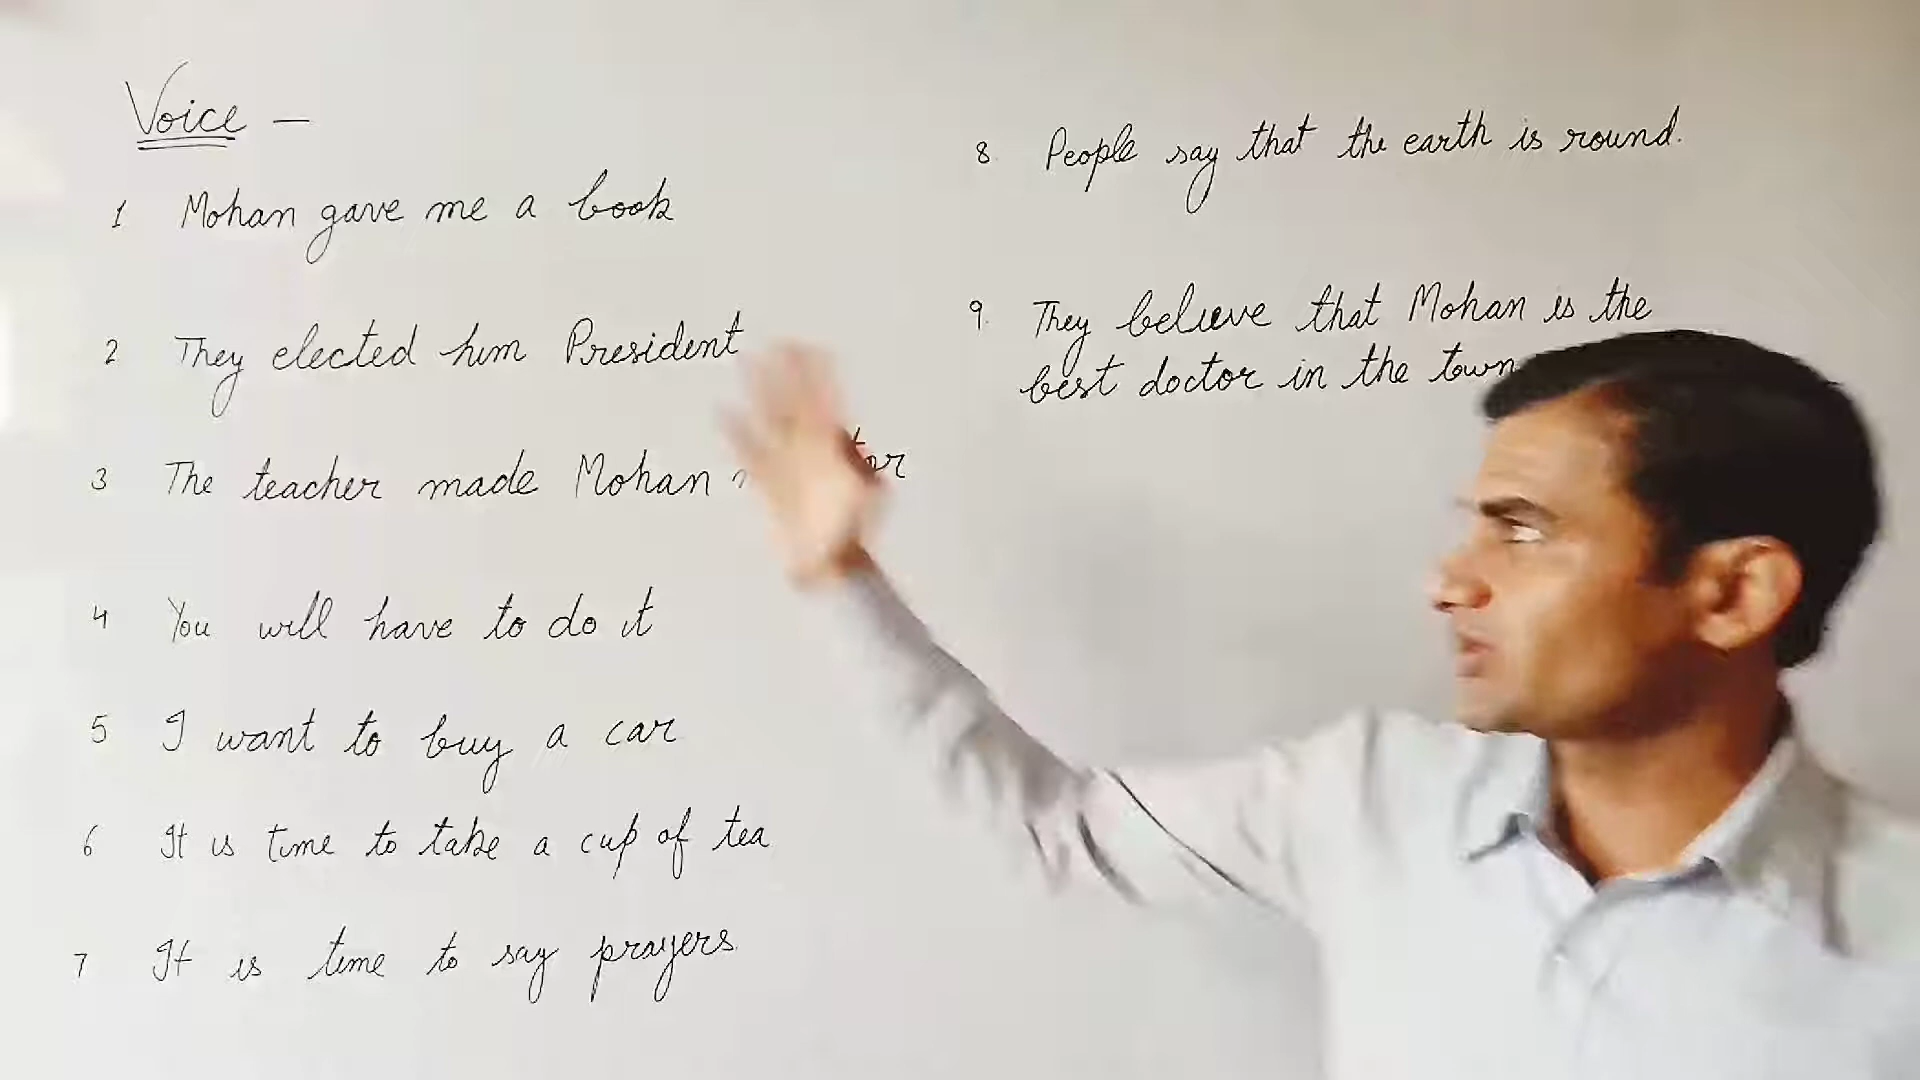 Voice —
1 Mohan gave me a book
2 They elected him President
3 The teacher made Mohan
4 You will have to do it
5 I want to buy a car
6 It is time to take a cup of tea
7 It is time to say prayers.
8. People say that the earth is round.
9. They believe that Mohan is the
best doctor in the town